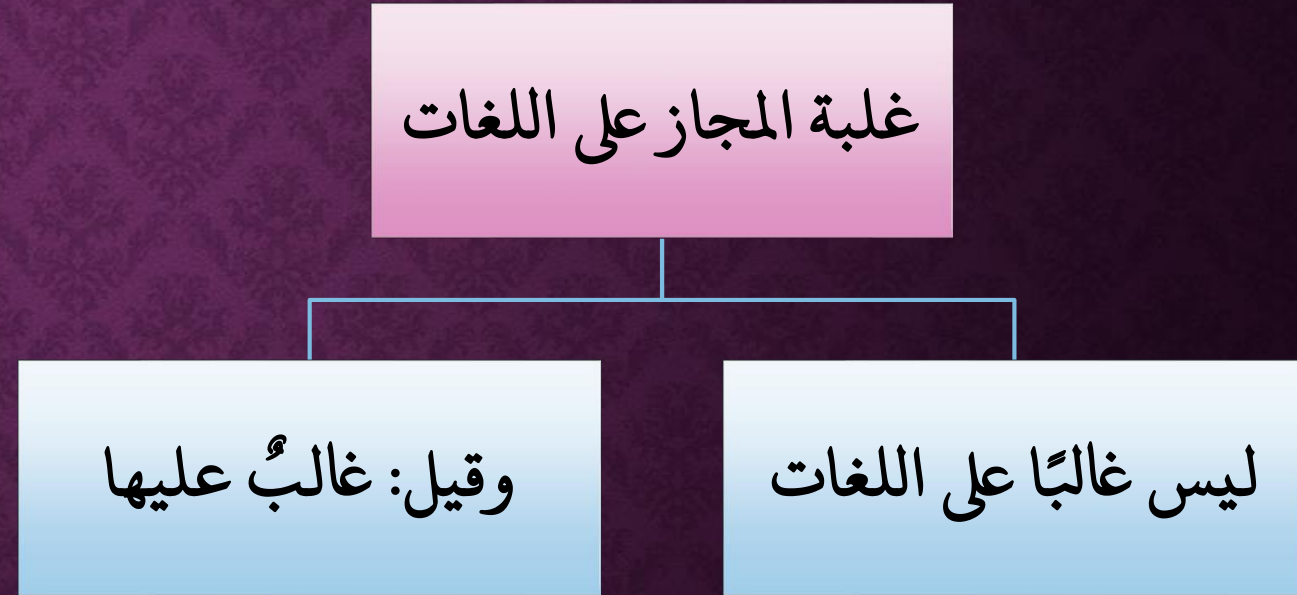 غلبة المجاز على اللغات
ليس غالبًا على اللغات
وقيل: غالبٌ عليها